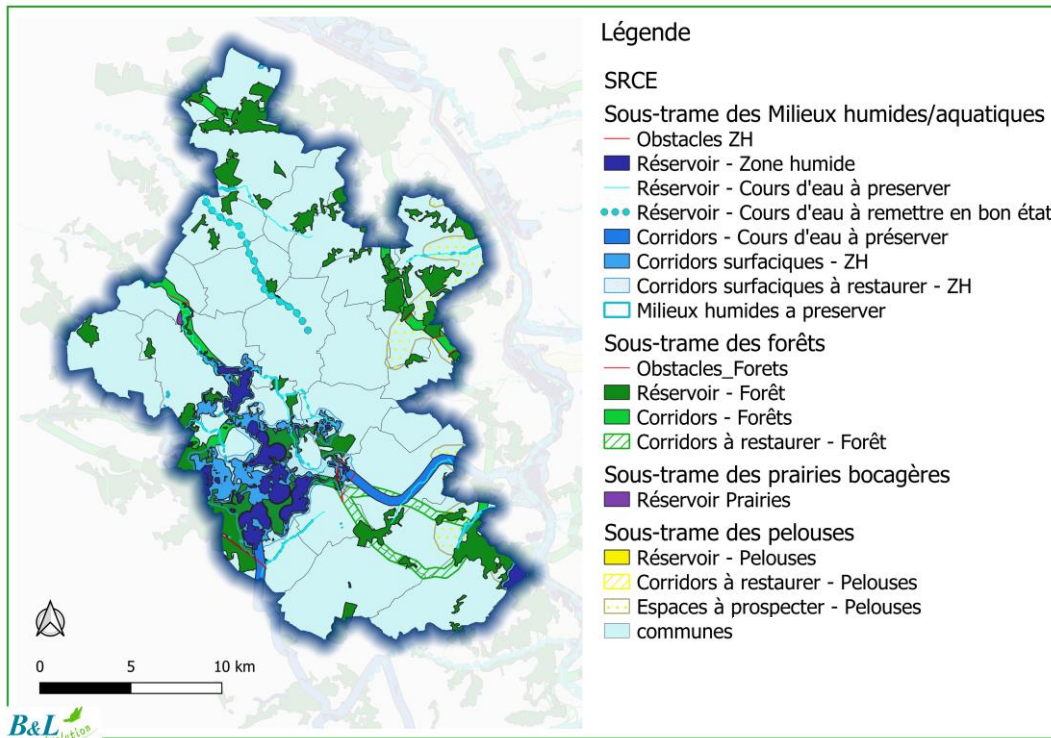 Légende
SRCE
Sous-trame des Milieux humides/aquatiques
Obstacles ZH
Réservoir - Zone humide
Réservoir - Cours d'eau à preserver
Réservoir - Cours d'eau à remettre en bon état
Corridors - Cours d'eau à préserver
Corridors surfaciques - ZH
Corridors surfaciques à restaurer - ZH
Milieux humides a preserver
Sous-trame des forêts
Obstacles_Forets
Réservoir - Forêt
Corridors - Forêts
Corridors à restaurer - Forêt
Sous-trame des prairies bocagères
Réservoir Prairies
Sous-trame des pelouses
Réservoir - Pelouses
Corridors à restaurer - Pelouses
Espaces à prospecter - Pelouses
communes
0 5 10 km
B&L